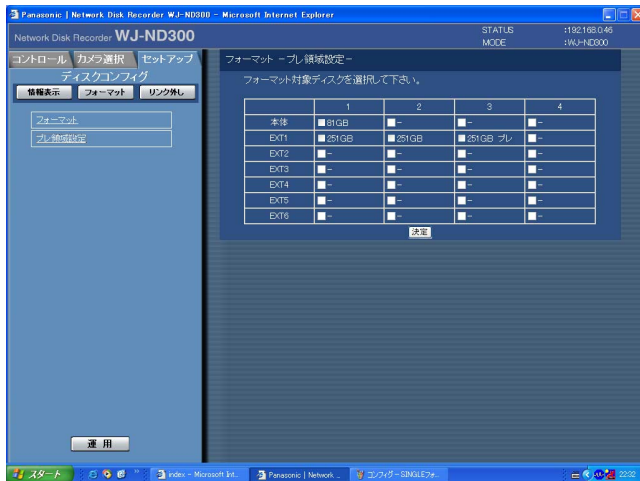 Panasonic | Network Disk Recorder WJ-ND300 - Microsoft Internet Explorer
Network Disk Recorder WJ-ND300
STATUS :192.168.0.46
MODE :WJ-ND300
コントロール カメラ選択 セットアップ
ディスクコンフィグ
情報表示 フォーマット リンク外し
フォーマット
プレ領域設定
フォーマット －プレ領域設定－
フォーマット対象ディスクを選択して下さい。
1 2 3 4
本体 81GB - - -
EXT1 251GB 251GB 251GB プレ -
EXT2 - - - -
EXT3 - - - -
EXT4 - - - -
EXT5 - - - -
EXT6 - - - -
決定
運用
スタート index - Microsoft Int... Panasonic | Network ... コンフィグ－SINGLEフォ... 22:32